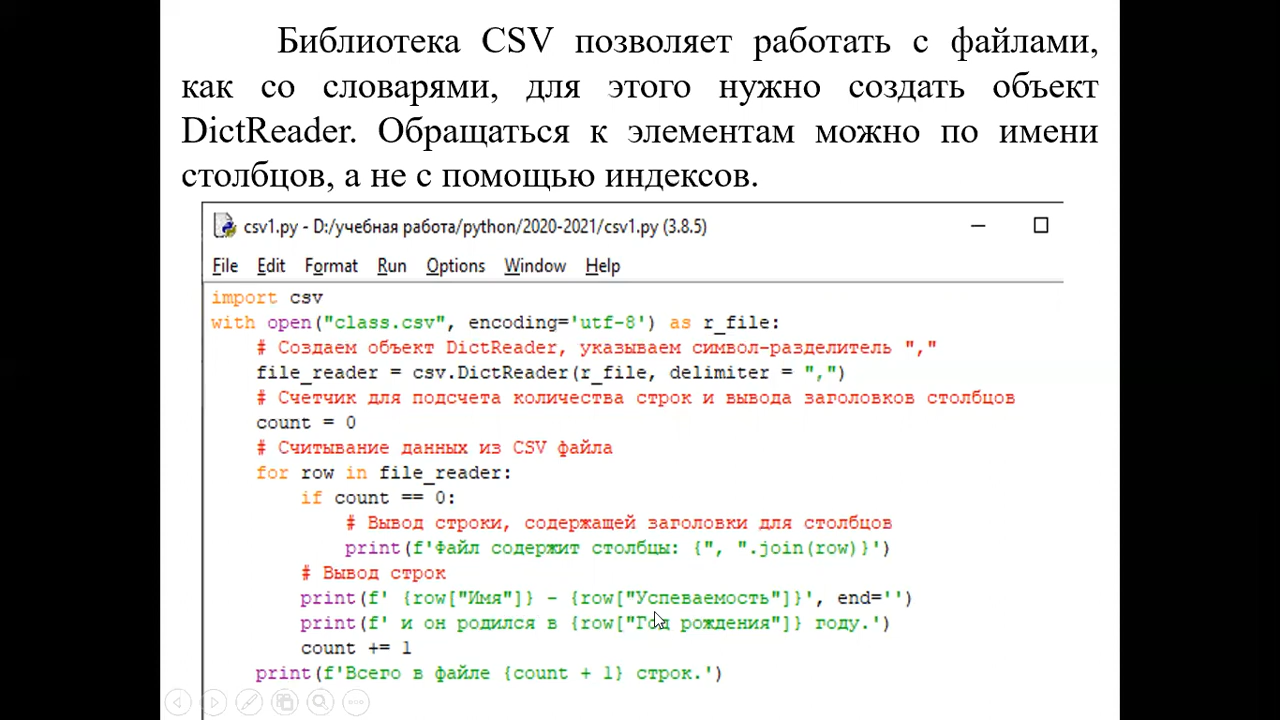 Библиотека CSV позволяет работать с файлами,
как со словарями, для этого нужно создать объект
DictReader. Обращаться к элементам можно по имени
столбцов, а не с помощью индексов.
csv1.py - D:/учебная работа/python/2020-2021/csv1.py (3.8.5)
File Edit Format Run Options Window Help
import csv
with open("class.csv", encoding='utf-8') as r_file:
    # Создаем объект DictReader, указываем символ-разделитель ","
    file_reader = csv.DictReader(r_file, delimiter = ",")
    # Счетчик для подсчета количества строк и вывода заголовков столбцов
    count = 0
    # Считывание данных из CSV файла
    for row in file_reader:
        if count == 0:
            # Вывод строки, содержащей заголовки для столбцов
            print(f'Файл содержит столбцы: {", ".join(row)}')
        # Вывод строк
        print(f' {row["Имя"]} - {row["Успеваемость"]}', end='')
        print(f' и он родился в {row["Год рождения"]} году.')
        count += 1
    print(f'Всего в файле {count + 1} строк.')